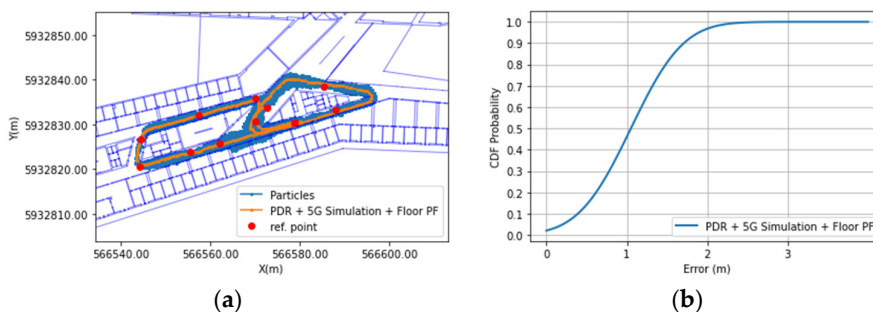 5932850.00
5932840.00
5932830.00
5932820.00
5932810.00
Y(m)
Particles
PDR + 5G Simulation + Floor PF
ref. point
566540.00 566560.00 566580.00 566600.00
X(m)
(a)
1.0
0.9
0.8
0.7
0.6
0.5
0.4
0.3
0.2
0.1
0.0
CDF Probability
PDR + 5G Simulation + Floor PF
0 1 2 3
Error (m)
(b)